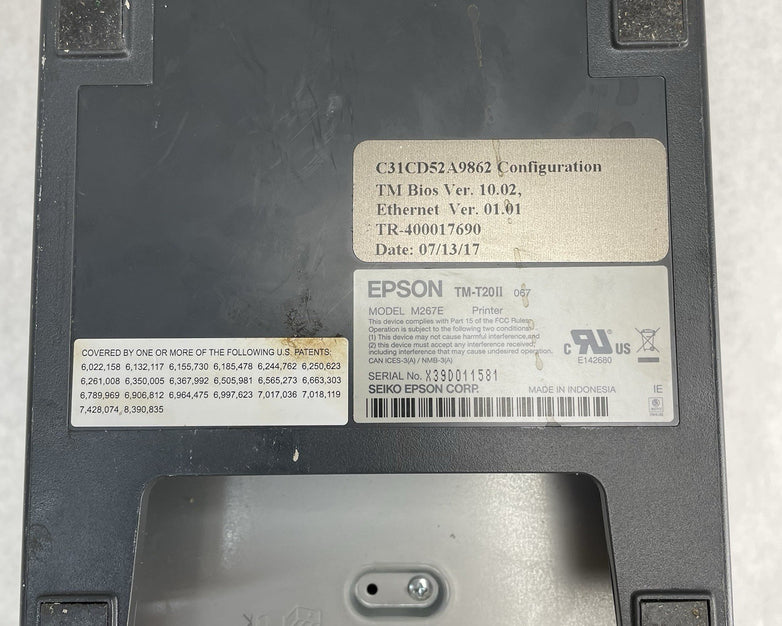 C31CD52A9862 Configuration
TM Bios Ver. 10.02,
Ethernet Ver. 01.01
TR-400017690
Date: 07/13/17
EPSON TM-T20II 067
MODEL M267E Printer
This device complies with Part 15 of the FCC Rules.
Operation is subject to the following two conditions:
(1) This device may not cause harmful interference,and
(2) this device must accept any interference received,
including interference that may cause undesired operation.
CAN ICES-3(A) / NMB-3(A)
C UR US
E142680
SERIAL No. X39D011581
SEIKO EPSON CORP. MADE IN INDONESIA IE
COVERED BY ONE OR MORE OF THE FOLLOWING U.S. PATENTS:
6,022,158 6,132,117 6,155,730 6,185,478 6,244,762 6,250,623
6,261,008 6,350,005 6,367,992 6,505,981 6,565,273 6,663,303
6,789,969 6,906,812 6,964,475 6,997,623 7,017,036 7,018,119
7,428,074 8,390,835